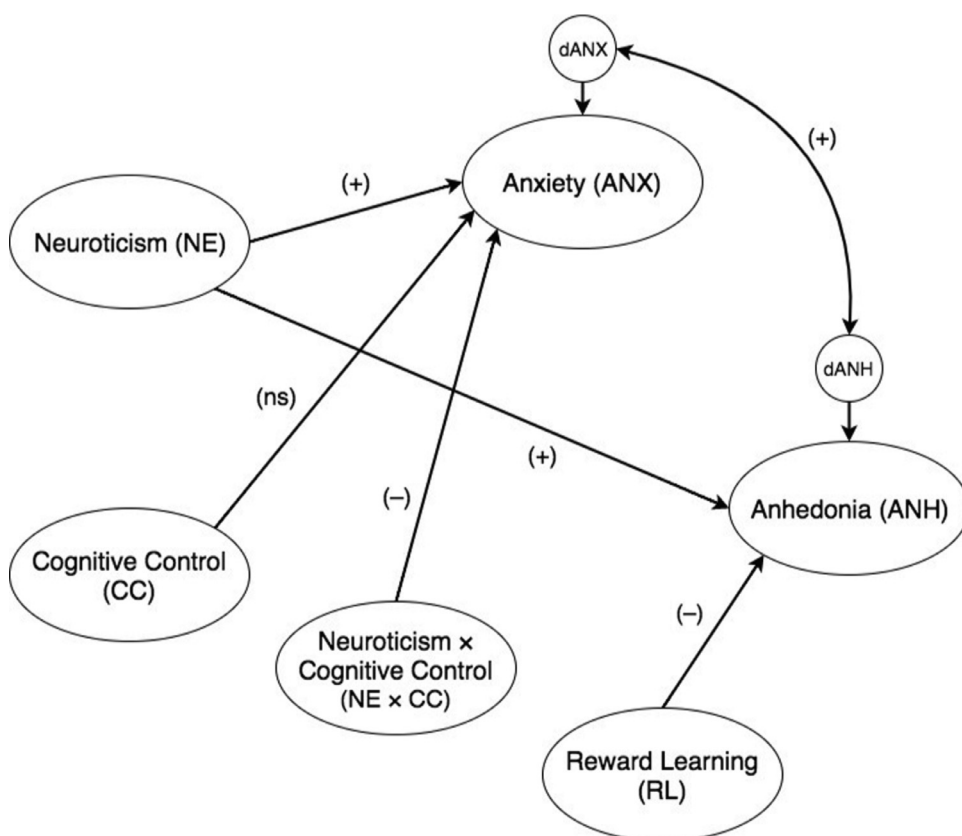 dANX
(+)
Anxiety (ANX)
(+)
Neuroticism (NE)
dANH
(ns)
(+)
(–)
Anhedonia (ANH)
Cognitive Control
(CC)
(–)
Neuroticism ×
Cognitive Control
(NE × CC)
Reward Learning
(RL)